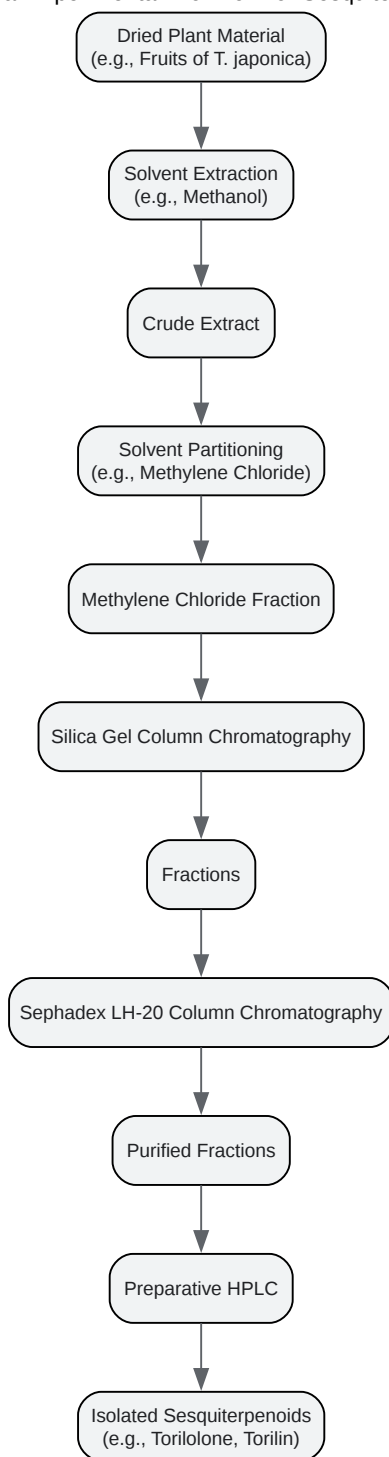 Dried Plant Material
(e.g., Fruits of T. japonica)
Solvent Extraction
(e.g., Methanol)
Crude Extract
Solvent Partitioning
(e.g., Methylene Chloride)
Methylene Chloride Fraction
Silica Gel Column Chromatography
Fractions
Sephadex LH-20 Column Chromatography
Purified Fractions
Preparative HPLC
Isolated Sesquiterpenoids
(e.g., Torilolone, Torilin)